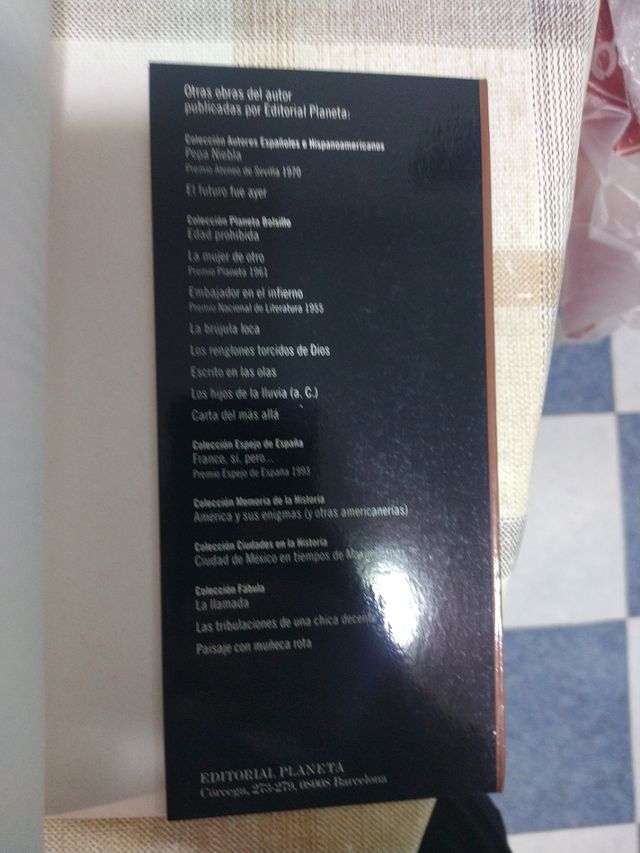 Otras obras del autor
publicadas por Editorial Planeta:
Colección Autores Españoles e Hispanoamericanos
Pepa Niebla
Premio Ateneo de Sevilla 1970
El futuro fue ayer
Colección Planeta Bolsillo
Edad prohibida
La mujer de otro
Premio Planeta 1961
Embajador en el infierno
Premio Nacional de Literatura 1955
La brújula loca
Los renglones torcidos de Dios
Escrito en las olas
Los hijos de la lluvia (a. C.)
Carta del más allá
Colección Espejo de España
Franco, sí, pero...
Premio Espejo de España 1993
Colección Memoria de la Historia
América y sus enigmas (y otras americanerías)
Colección Ciudades en la Historia
Ciudad de México en tiempos de
Colección Fábula
La llamada
Las tribulaciones de una chica decente
Paisaje con muñeca rota
EDITORIAL PLANETA
Córcega, 273-279, 08008 Barcelona